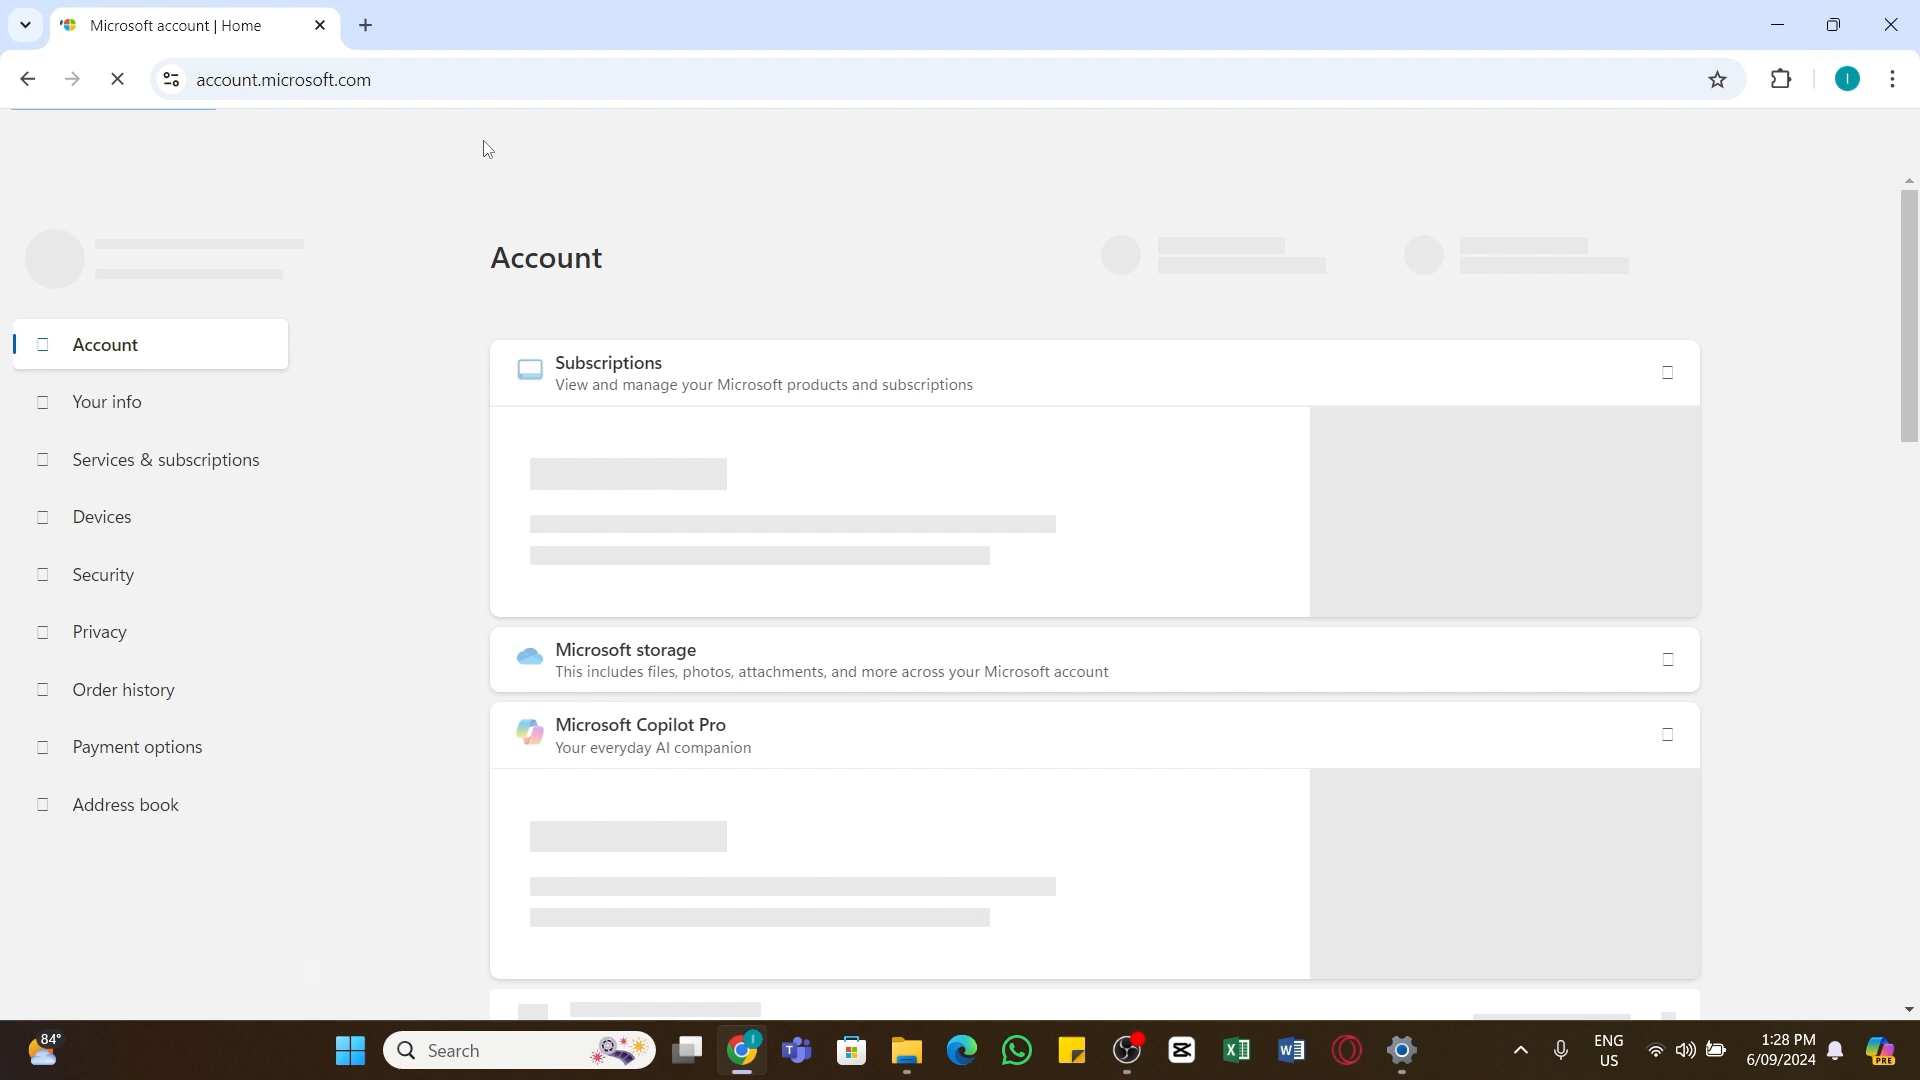 Microsoft account | Home
account.microsoft.com
I
Account
Account
Your info
Services & subscriptions
Devices
Security
Privacy
Order history
Payment options
Address book
Subscriptions
View and manage your Microsoft products and subscriptions
Microsoft storage
This includes files, photos, attachments, and more across your Microsoft account
Microsoft Copilot Pro
Your everyday AI companion
84°
Search
I
ENG
US
1:28 PM
6/09/2024
PRE